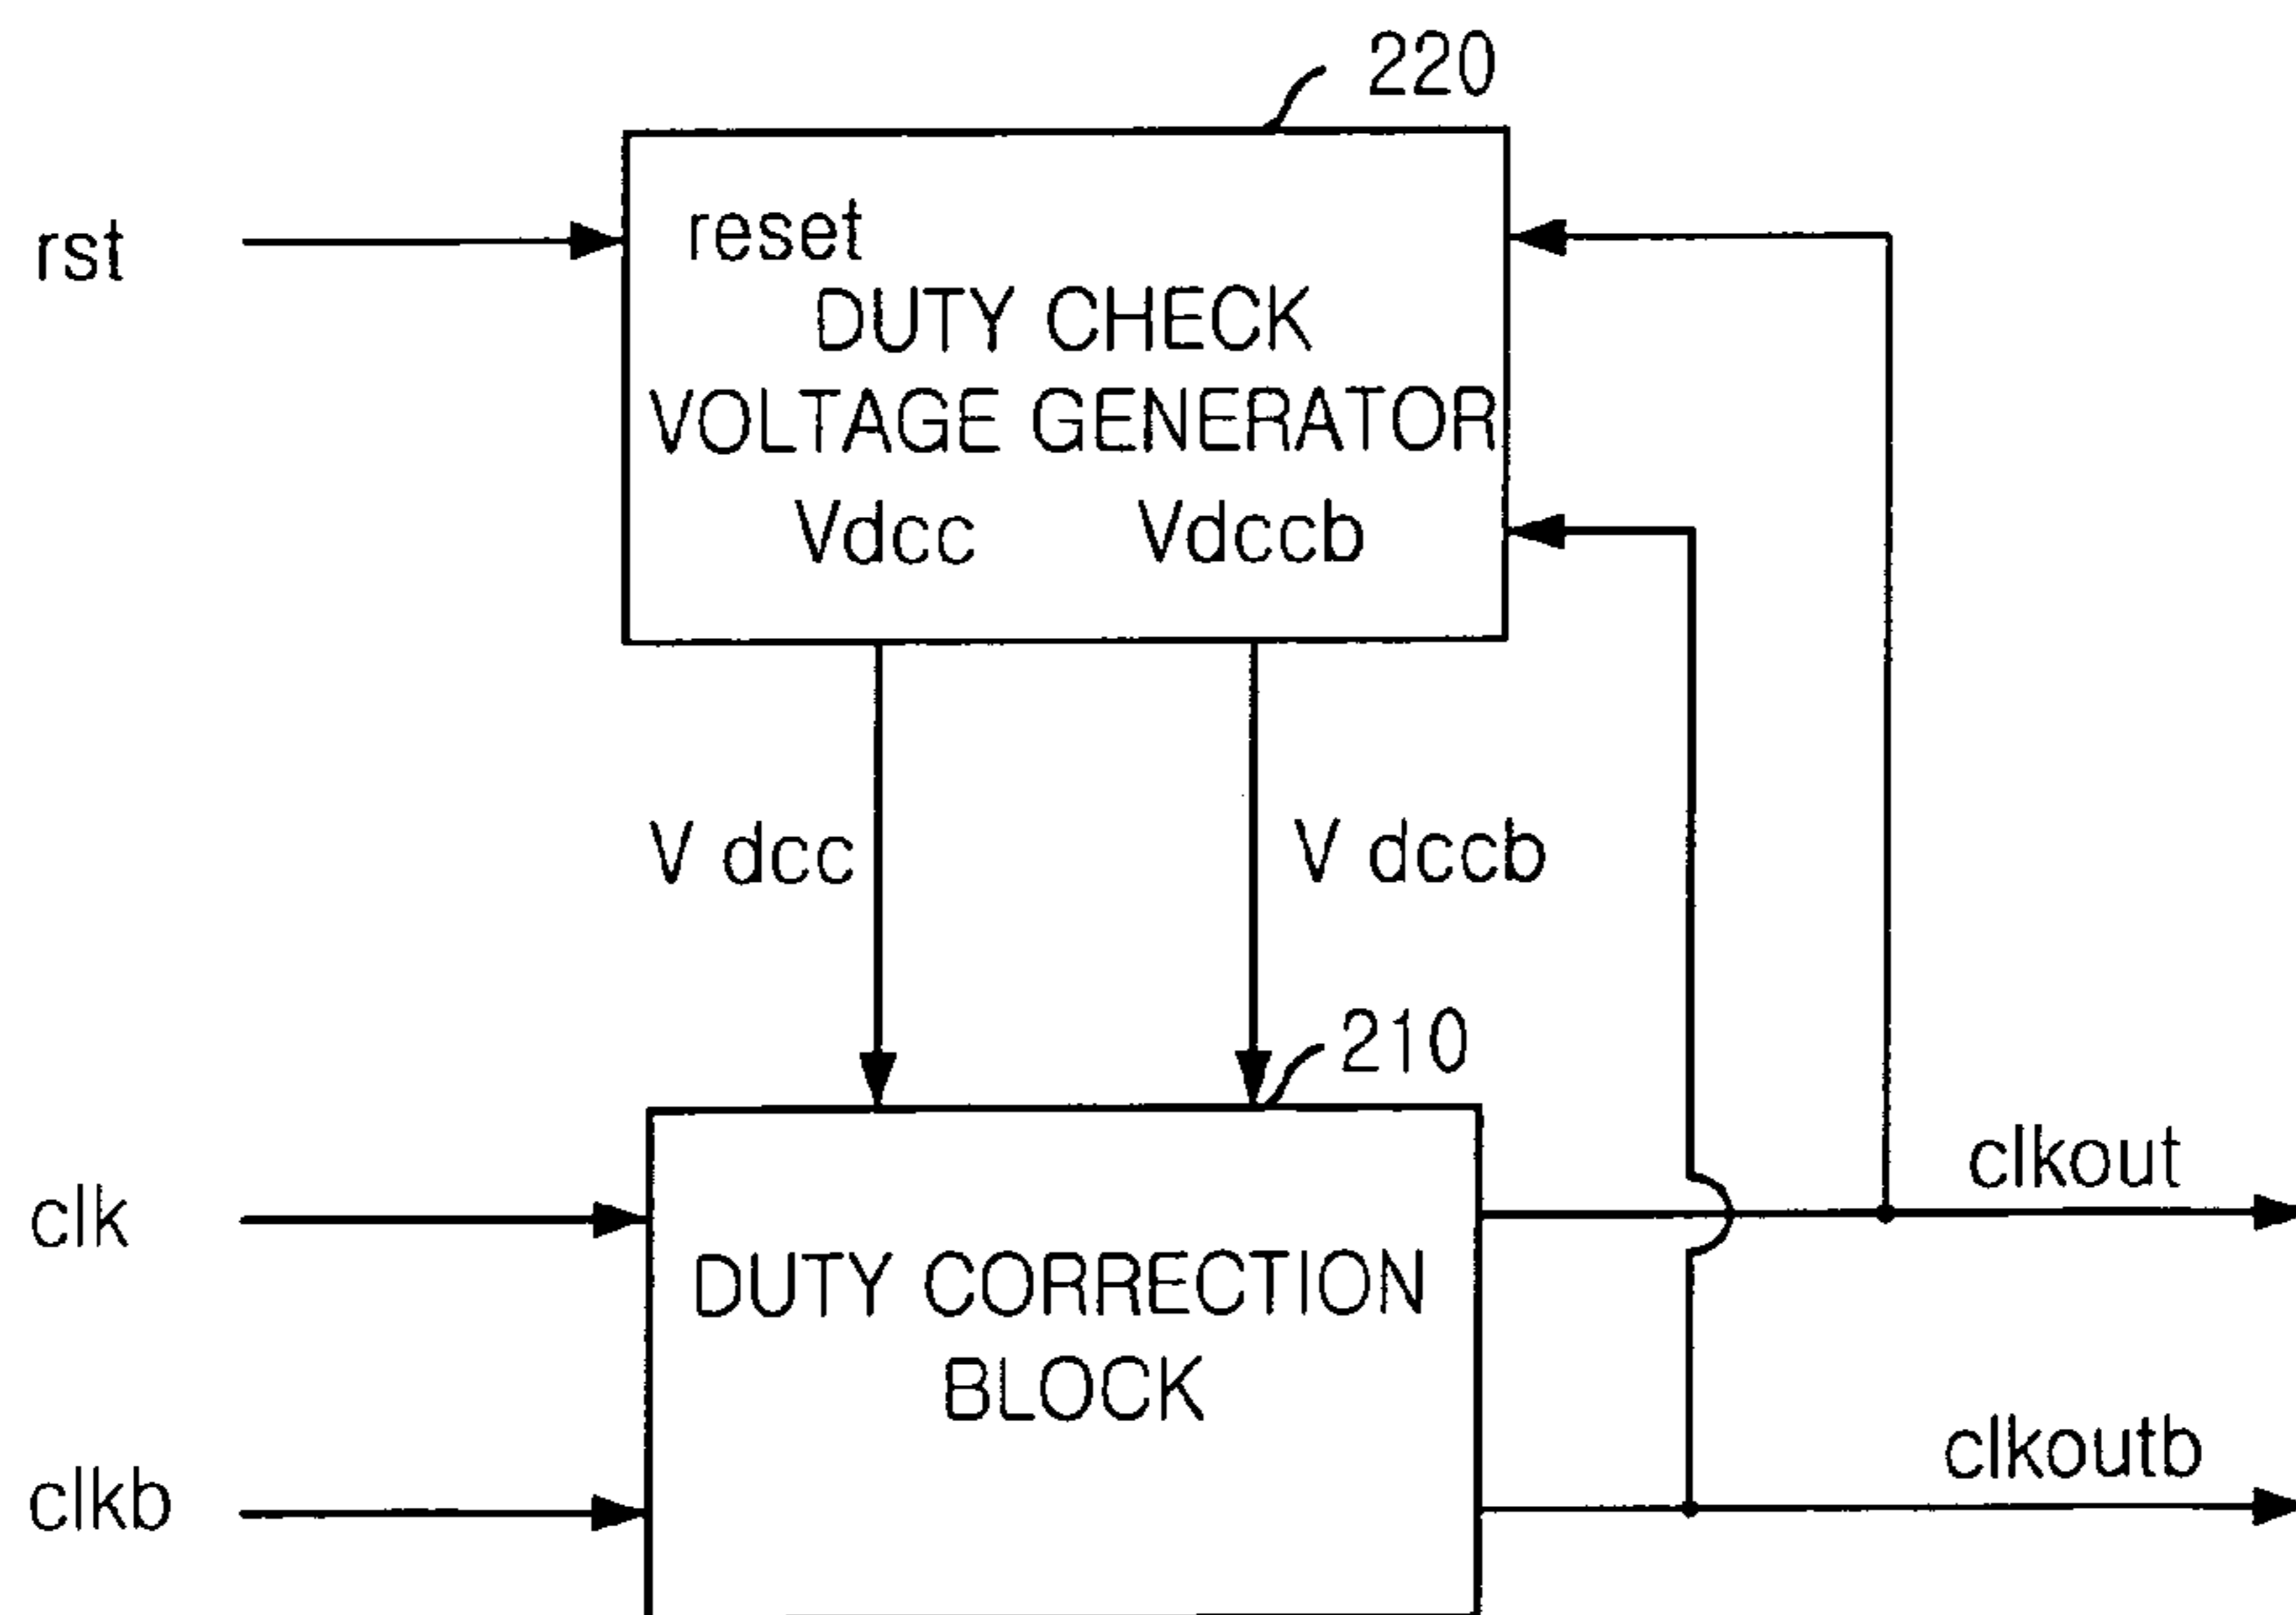 220
rst
reset
DUTY CHECK
VOLTAGE GENERATOR
Vdcc Vdccb
V dcc
V dccb
210
clk
clkout
DUTY CORRECTION
BLOCK
clkb
clkoutb